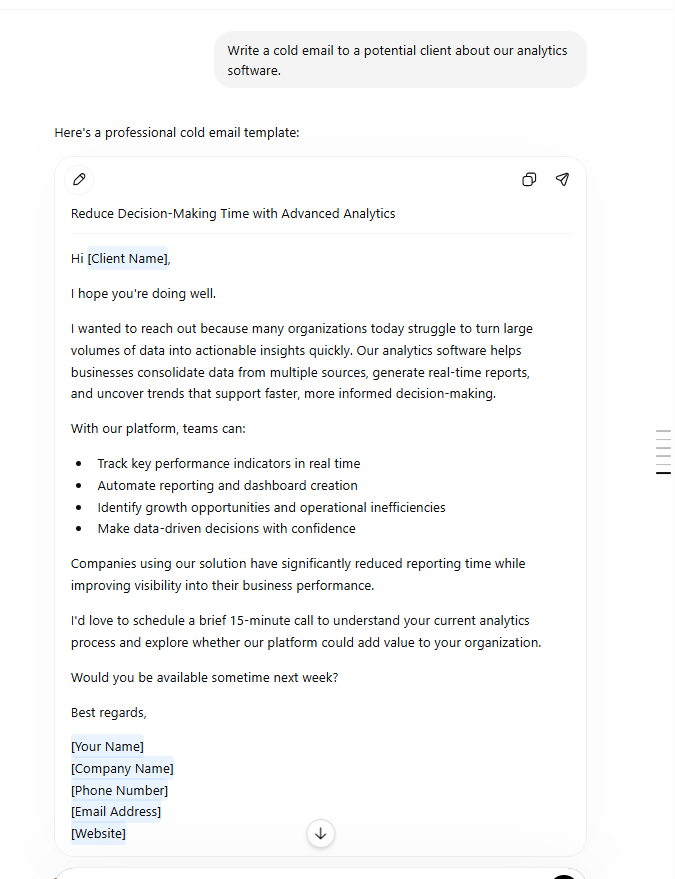 Write a cold email to a potential client about our analytics
software.
Here's a professional cold email template:
Reduce Decision-Making Time with Advanced Analytics
Hi [Client Name],
I hope you're doing well.
I wanted to reach out because many organizations today struggle to turn large
volumes of data into actionable insights quickly. Our analytics software helps
businesses consolidate data from multiple sources, generate real-time reports,
and uncover trends that support faster, more informed decision-making.
With our platform, teams can:
• Track key performance indicators in real time
• Automate reporting and dashboard creation
• Identify growth opportunities and operational inefficiencies
• Make data-driven decisions with confidence
Companies using our solution have significantly reduced reporting time while
improving visibility into their business performance.
I'd love to schedule a brief 15-minute call to understand your current analytics
process and explore whether our platform could add value to your organization.
Would you be available sometime next week?
Best regards,
[Your Name]
[Company Name]
[Phone Number]
[Email Address]
[Website]